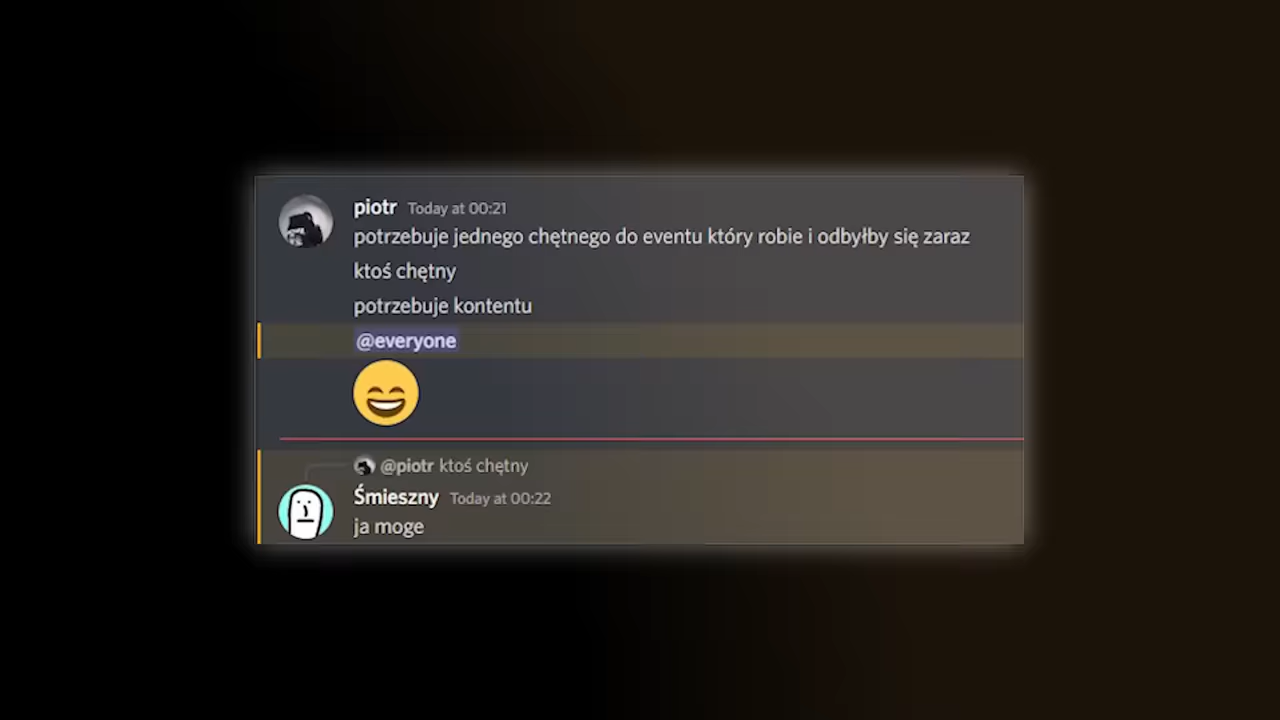 piotr Today at 00:21
potrzebuje jednego chętnego do eventu który robie i odbyłby się zaraz
ktoś chętny
potrzebuje kontentu
@everyone
@piotr ktoś chętny
Śmieszny Today at 00:22
ja moge